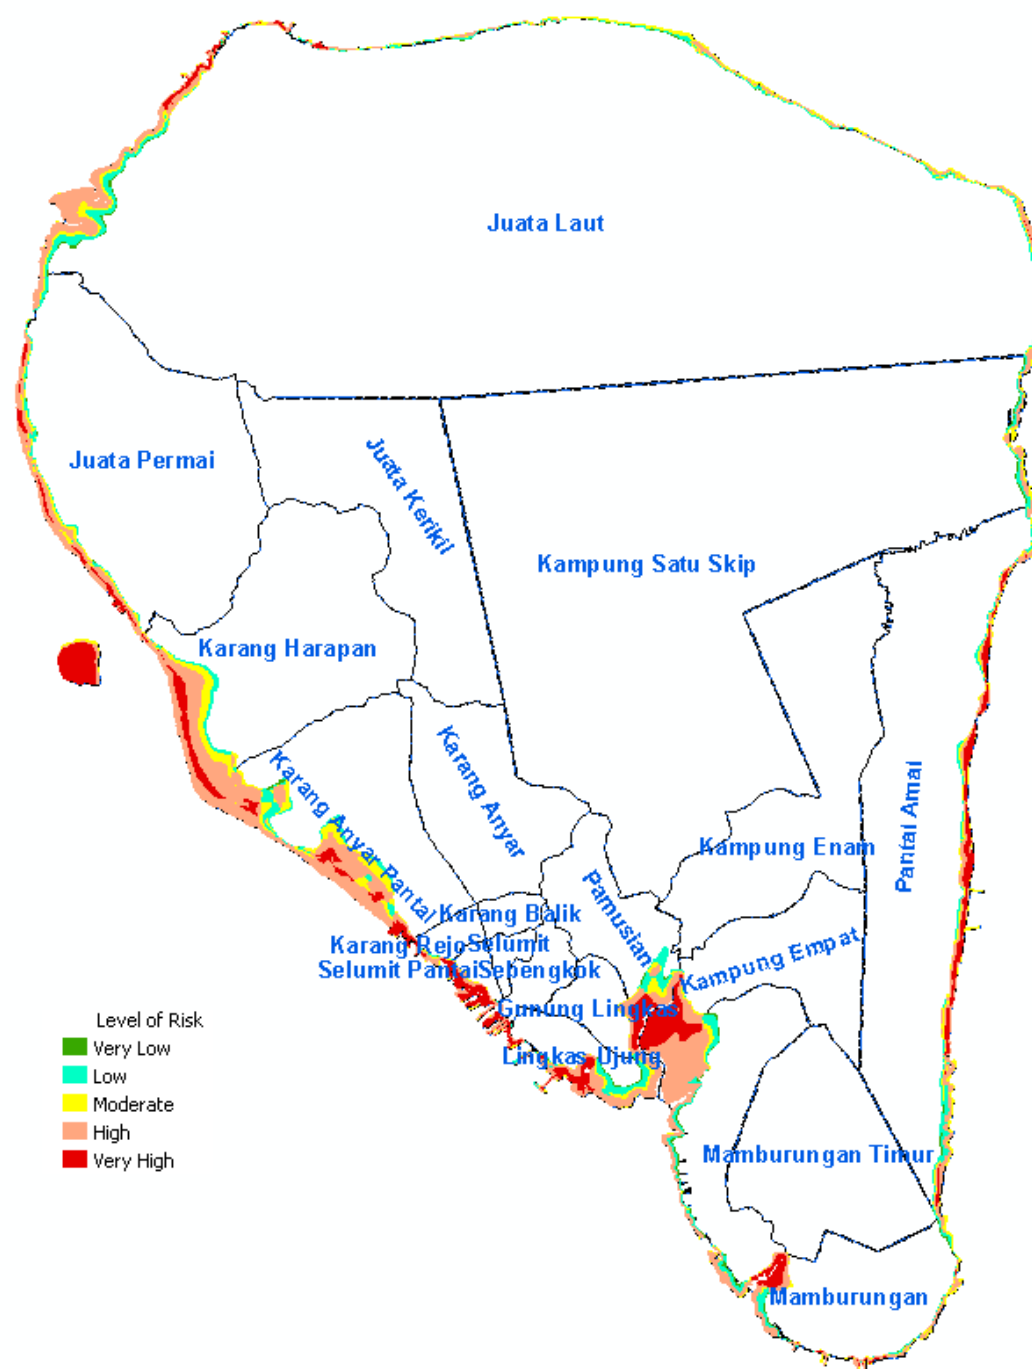 Juata Laut
Juata Permai
Juata Kerikil
Kampung Satu Skip
Karang Harapan
Karang Anyar
Karang Anyar Pantai
Pantai Amal
Kampung Enam
Pamusian
Karang Balik
Karang Rejo
Selumit
Kampung Empat
Selumit Pantai
Sebengkok
Gunung Lingkas
Lingkas Ujung
Mamburungan Timur
Mamburungan
Level of Risk
Very Low
Low
Moderate
High
Very High